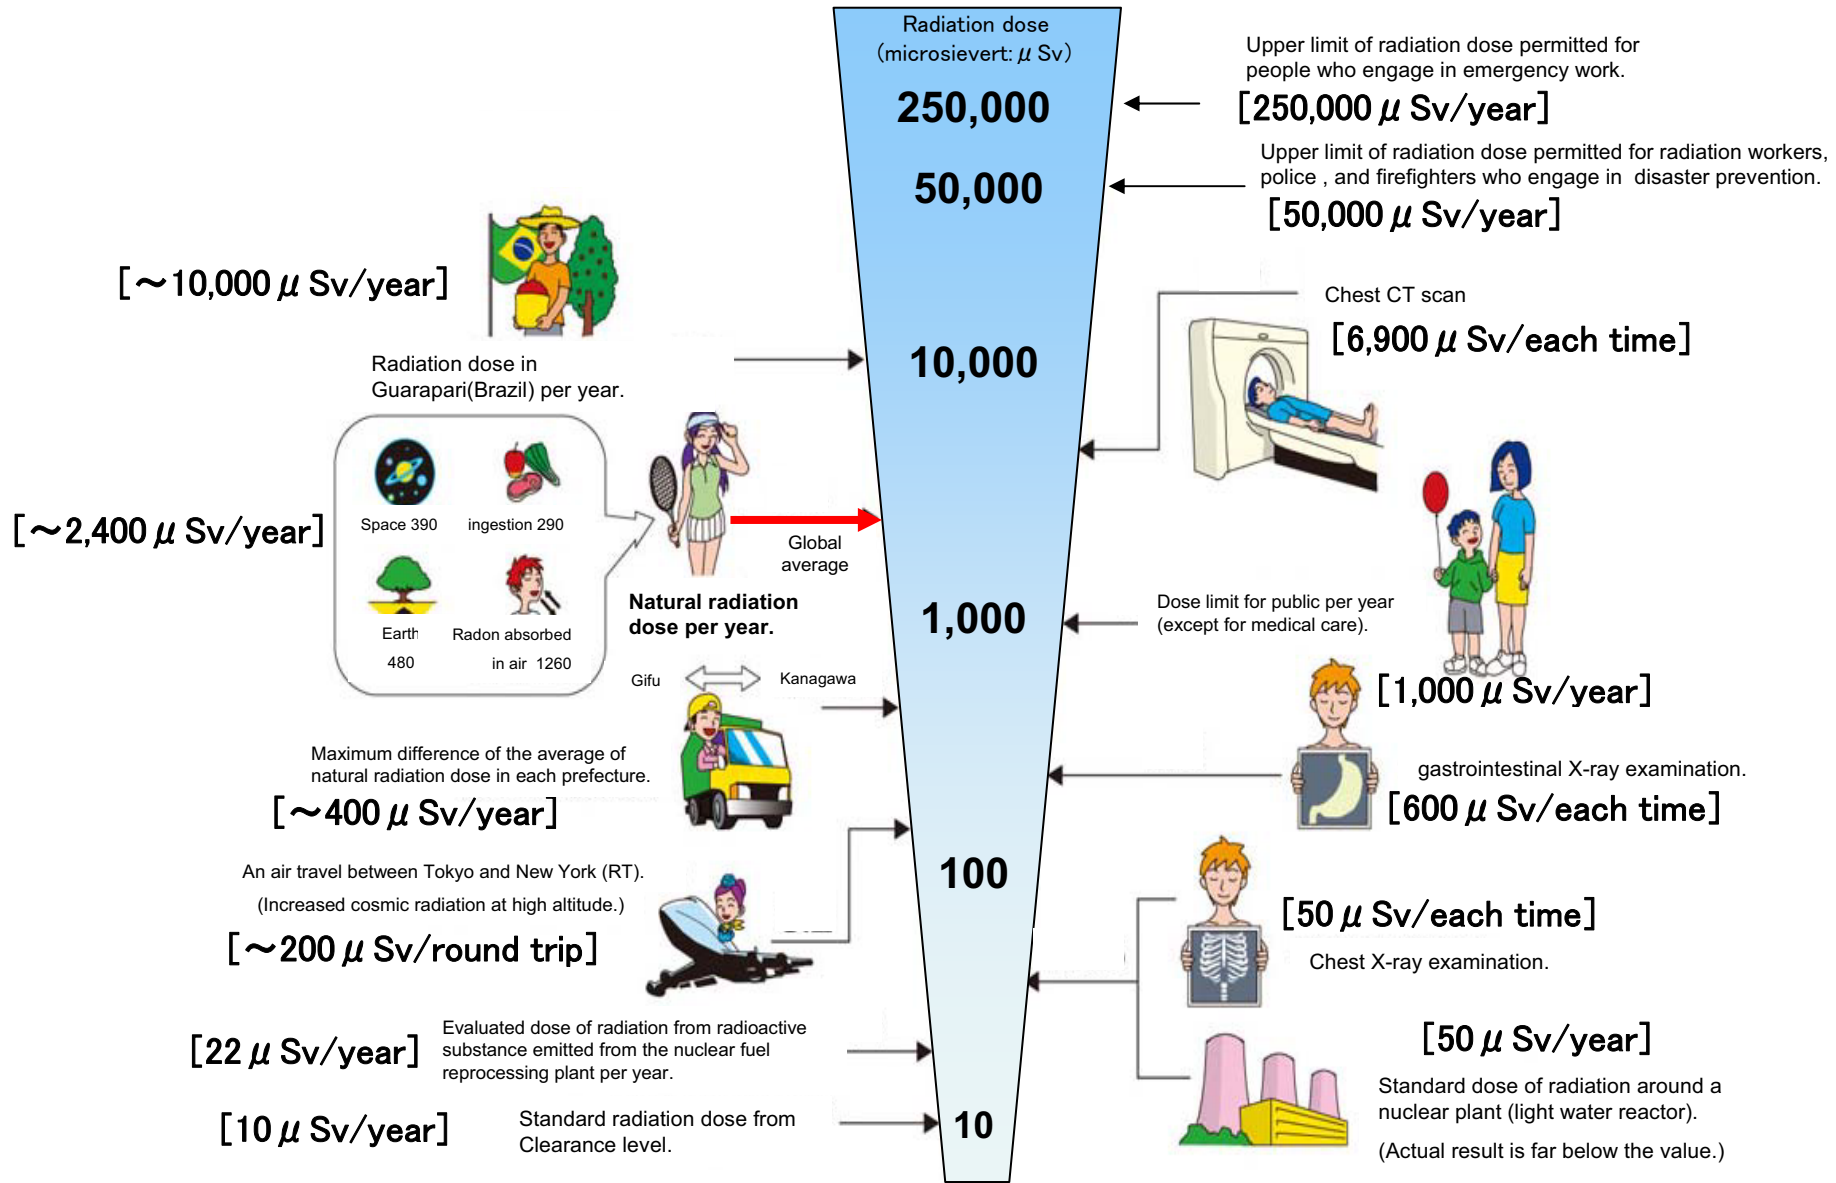 Radiation dose
(microsievert: μ Sv)
250,000
50,000
10,000
1,000
100
10
Upper limit of radiation dose permitted for
people who engage in emergency work.
[250,000 μ Sv/year]
Upper limit of radiation dose permitted for radiation workers,
police , and firefighters who engage in disaster prevention.
[50,000 μ Sv/year]
[~10,000 μ Sv/year]
Radiation dose in
Guarapari(Brazil) per year.
Chest CT scan
[6,900 μ Sv/each time]
[~2,400 μ Sv/year]
Space 390
ingestion 290
Earth
480
Radon absorbed
in air 1260
Global
average
Natural radiation
dose per year.
Dose limit for public per year
(except for medical care).
[1,000 μ Sv/year]
Gifu
Kanagawa
Maximum difference of the average of
natural radiation dose in each prefecture.
[~400 μ Sv/year]
gastrointestinal X-ray examination.
[600 μ Sv/each time]
An air travel between Tokyo and New York (RT).
(Increased cosmic radiation at high altitude.)
[~200 μ Sv/round trip]
[50 μ Sv/each time]
Chest X-ray examination.
[22 μ Sv/year]
Evaluated dose of radiation from radioactive
substance emitted from the nuclear fuel
reprocessing plant per year.
[50 μ Sv/year]
Standard dose of radiation around a
nuclear plant (light water reactor).
(Actual result is far below the value.)
[10 μ Sv/year]
Standard radiation dose from
Clearance level.